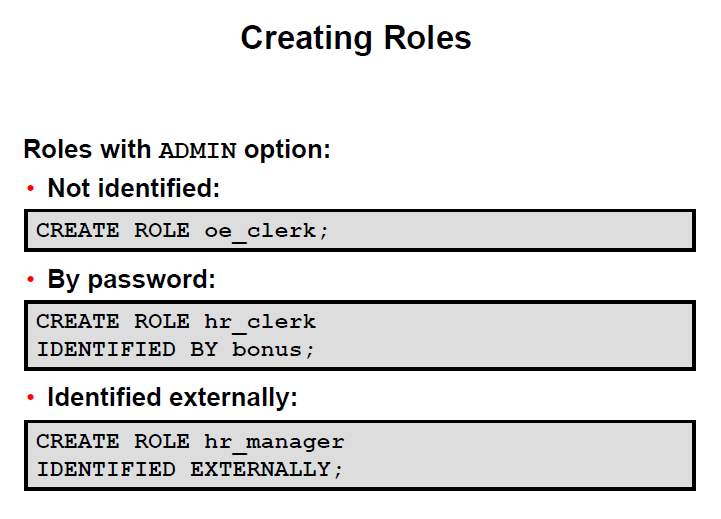 Creating Roles
Roles with ADMIN option:
• Not identified:
CREATE ROLE oe_clerk;
• By password:
CREATE ROLE hr_clerk
IDENTIFIED BY bonus;
• Identified externally:
CREATE ROLE hr_manager
IDENTIFIED EXTERNALLY;